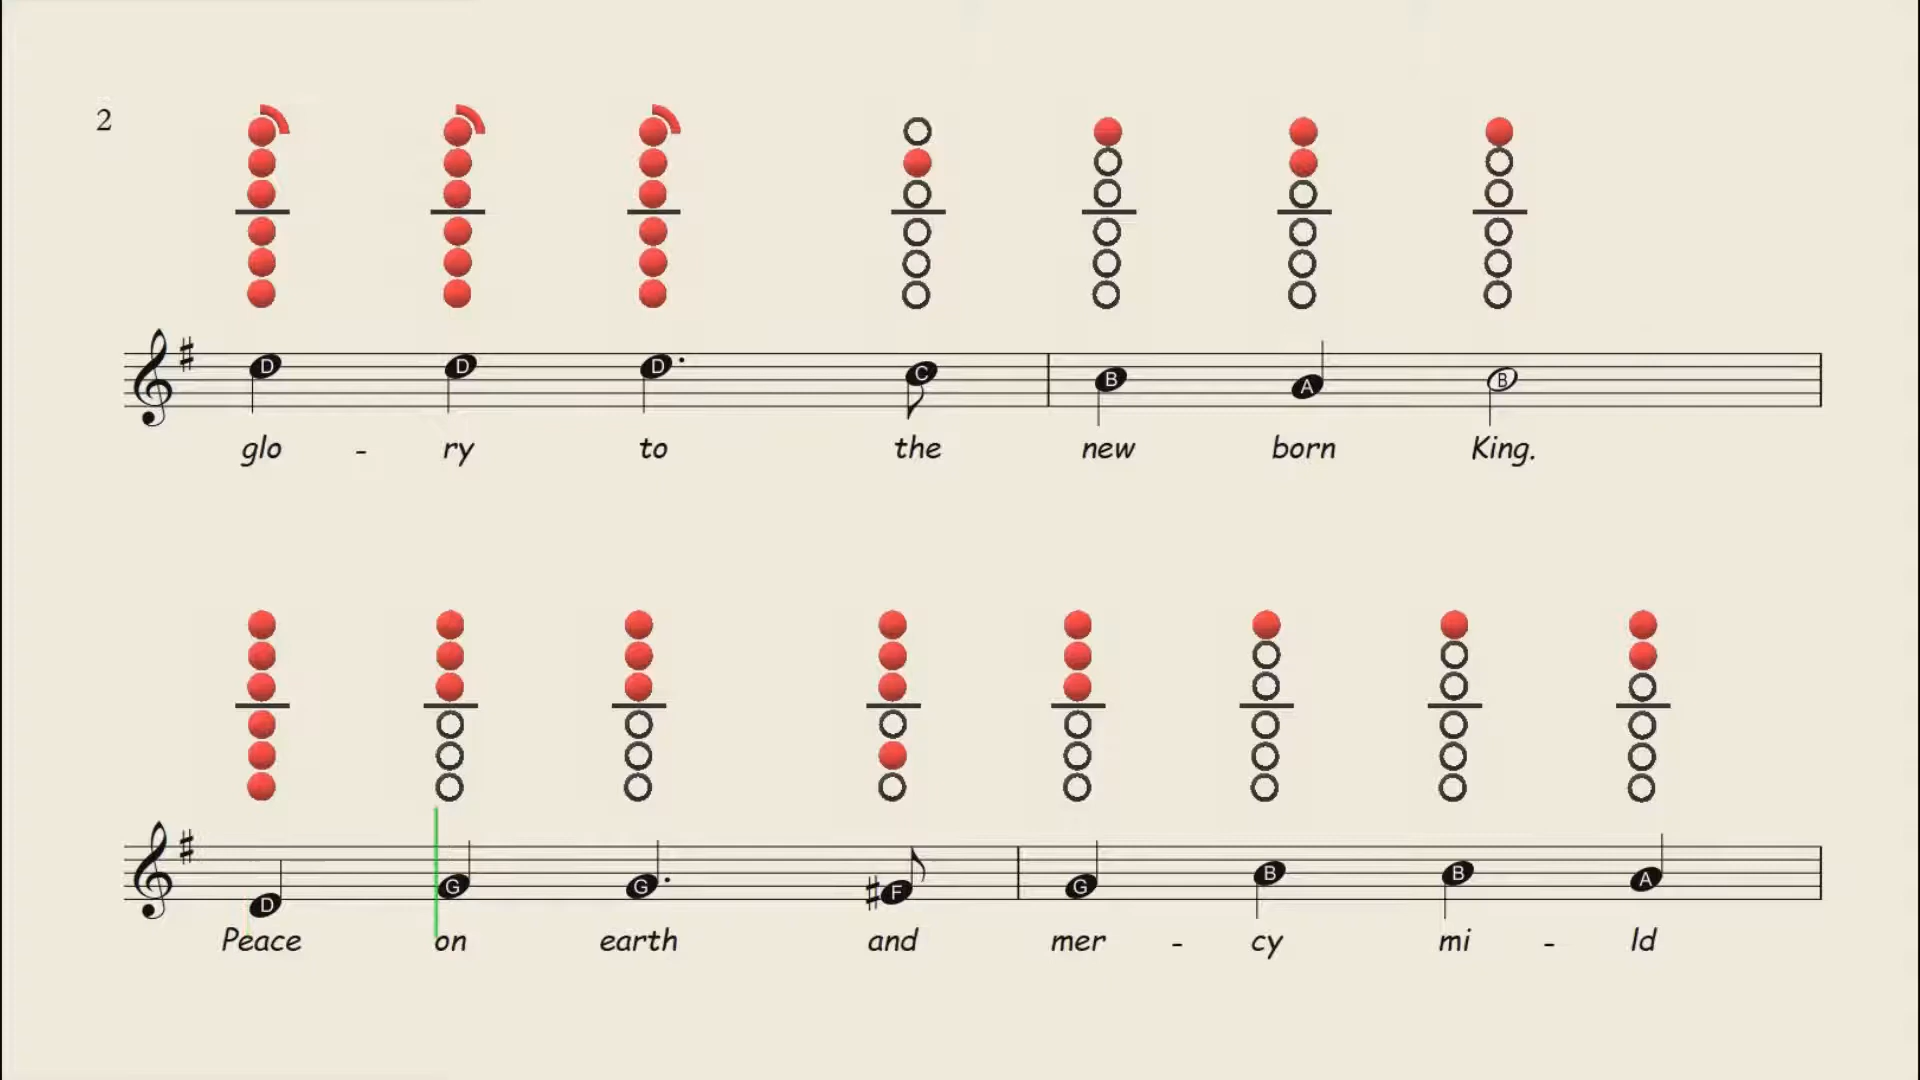 2
D D D C B A B
glo - ry to the new born King.
D G G F G B B A
Peace on earth and mer - cy mi - ld